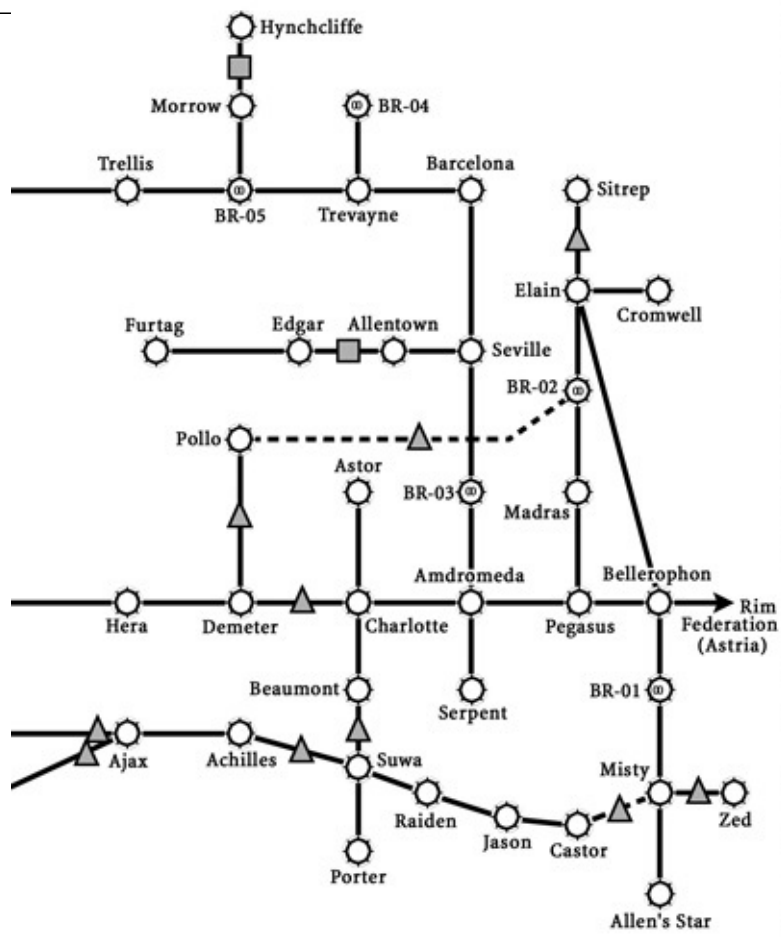 Hynchcliffe
Morrow
BR-04
Trellis
Barcelona
BR-05
Trevayne
Sitrep
Elain
Cromwell
Furtag
Edgar
Allentown
Seville
BR-02
Pollo
Astor
BR-03
Madras
Amdromeda
Bellerophon
Hera
Demeter
Charlotte
Pegasus
Rim
Federation
(Astria)
Beaumont
Serpent
BR-01
Ajax
Achilles
Suwa
Misty
Raiden
Jason
Castor
Zed
Porter
Allen's Star